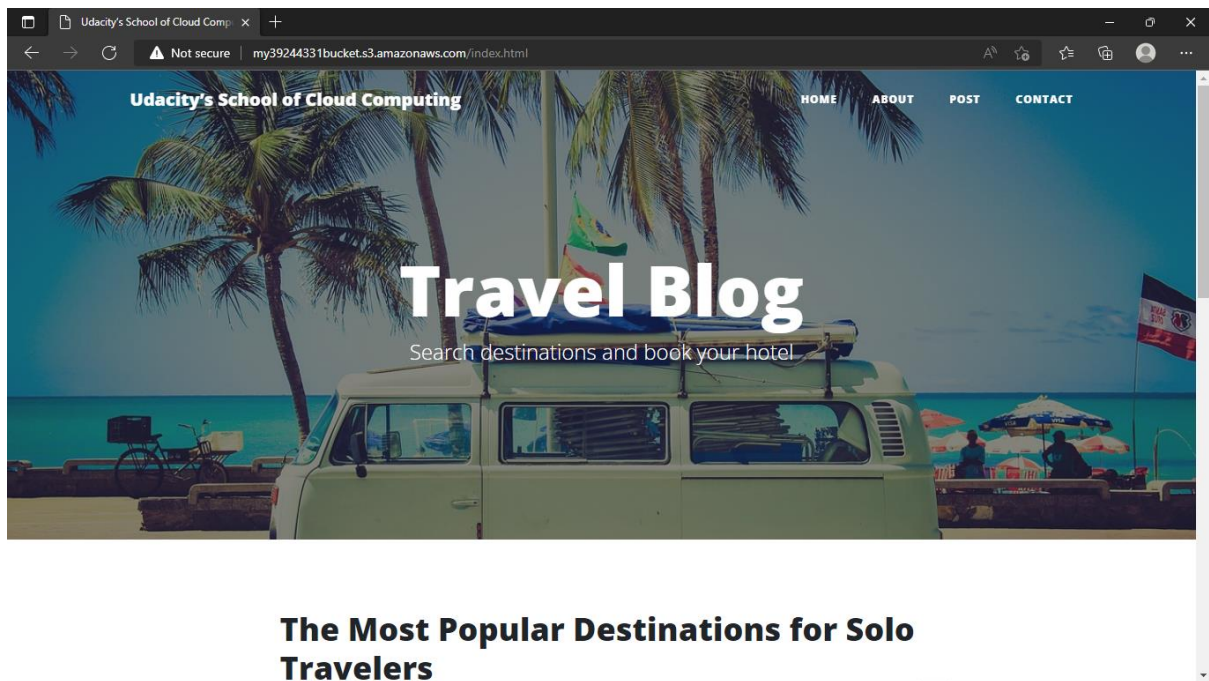 Udacity's School of Cloud Comp
Not secure
my39244331bucket.s3.amazonaws.com/index.html
Udacity's School of Cloud Computing
HOME
ABOUT
POST
CONTACT
Travel Blog
Search destinations and book your hotel
VISA
The Most Popular Destinations for Solo
Travelers